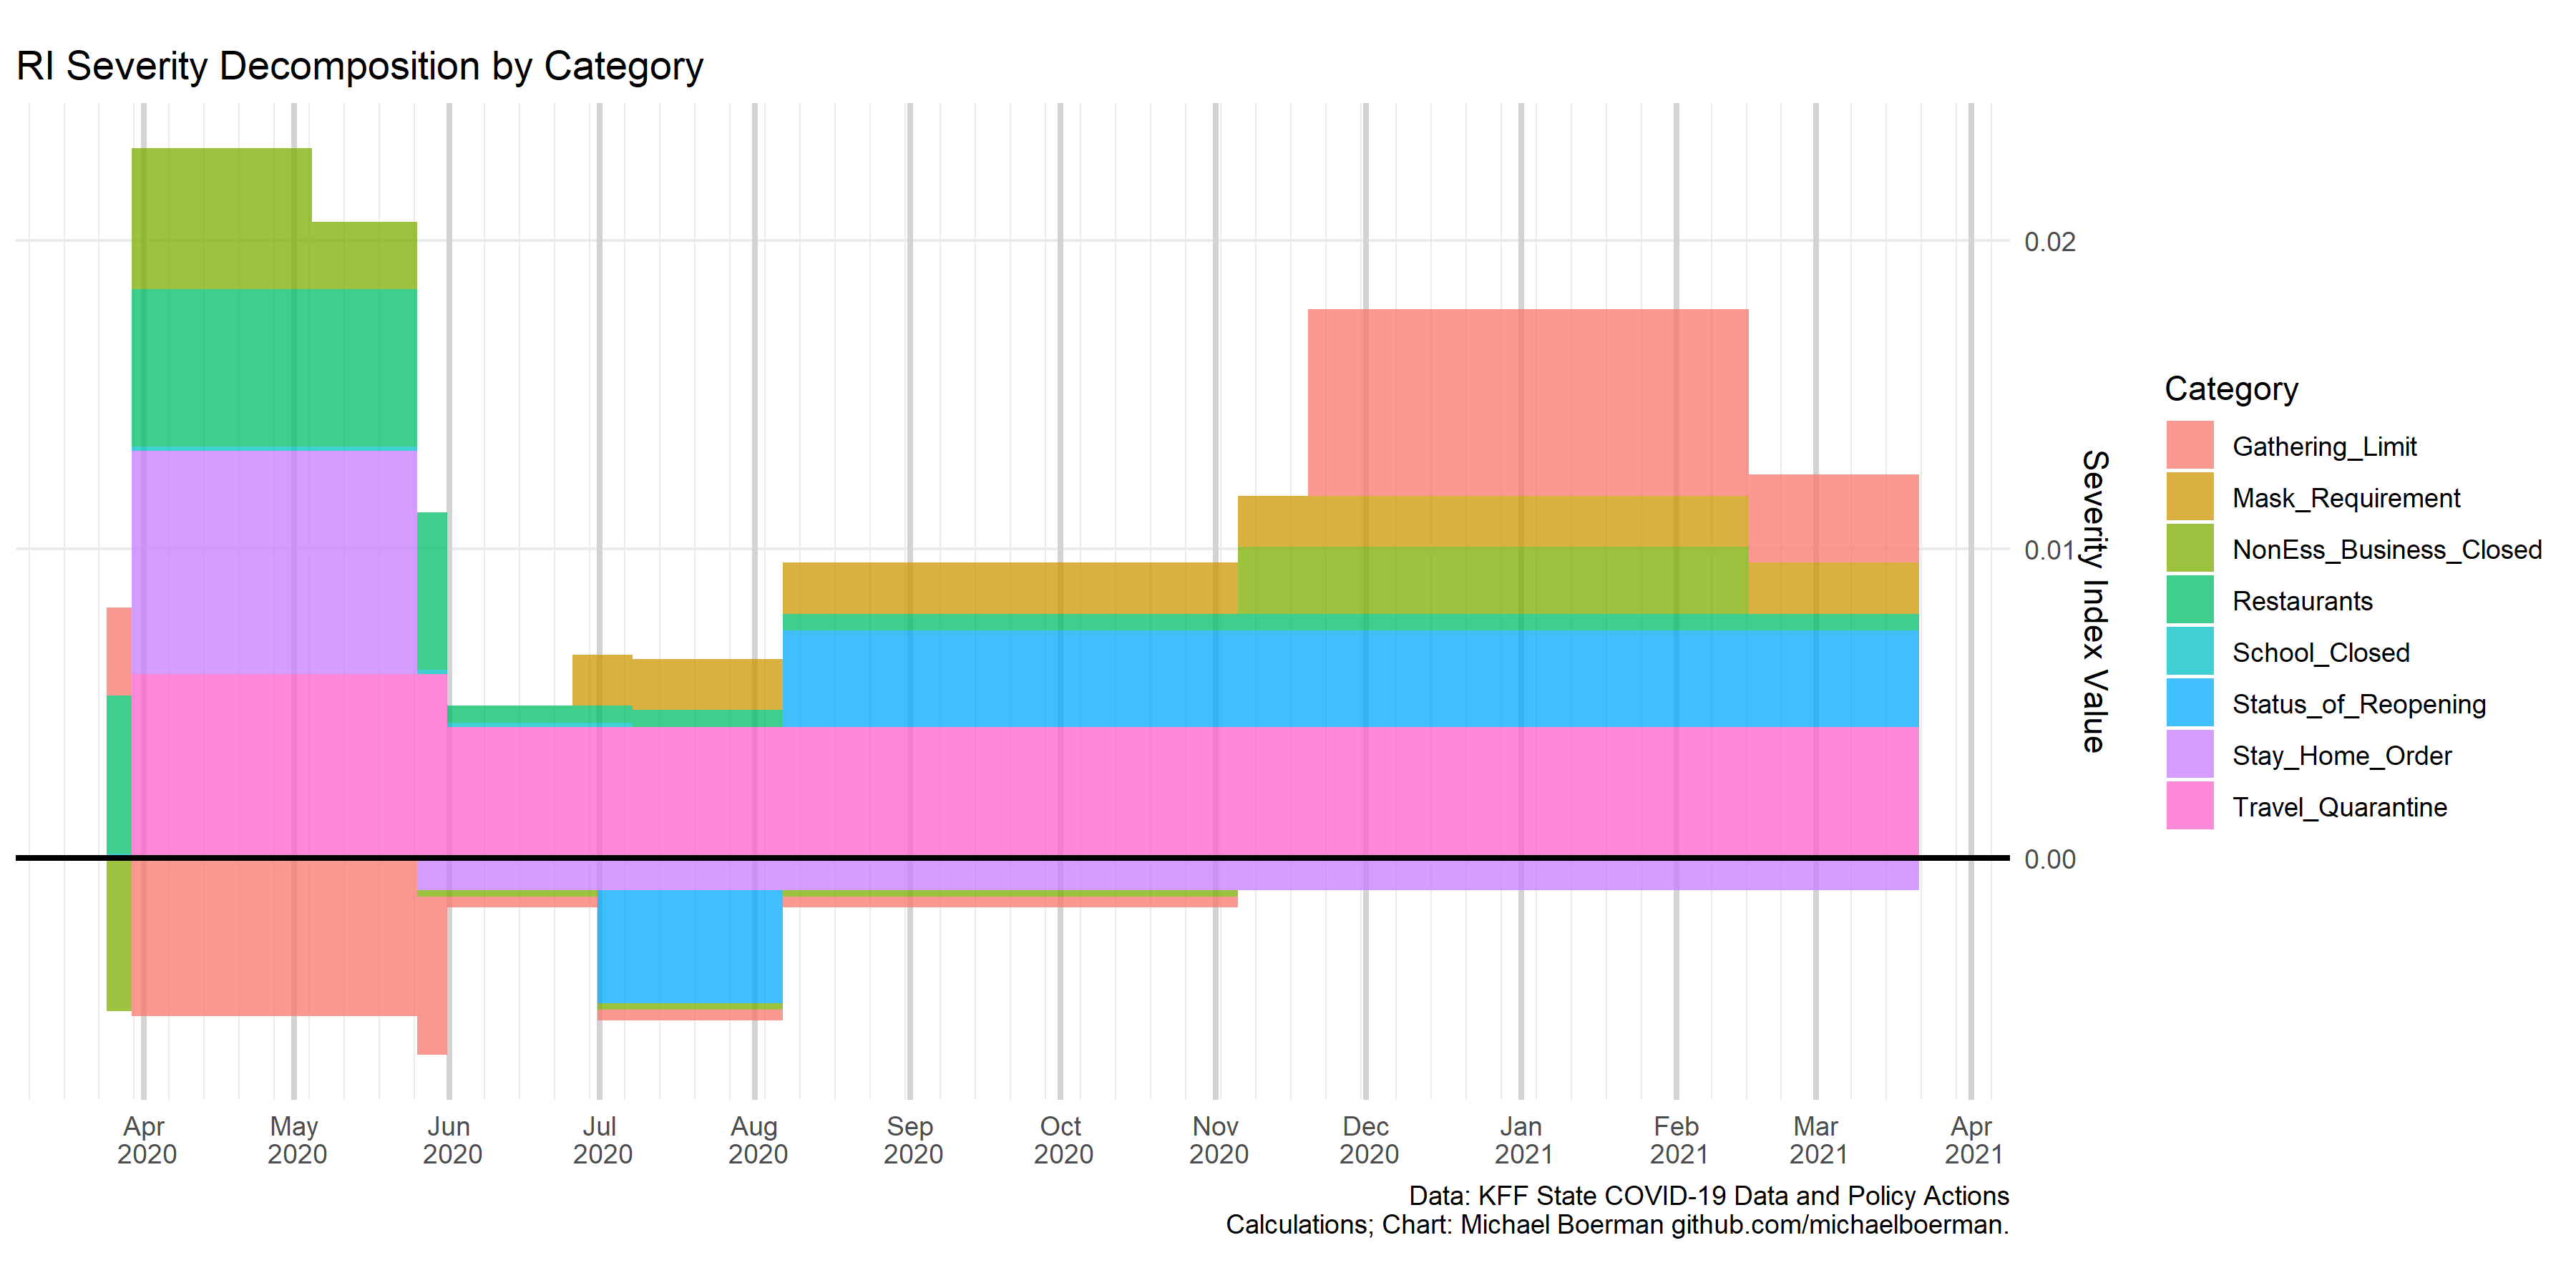 RI Severity Decomposition by Category
0.02
0.01
0.00
Severity Index Value
Category
Gathering_Limit
Mask_Requirement
NonEss_Business_Closed
Restaurants
School_Closed
Status_of_Reopening
Stay_Home_Order
Travel_Quarantine
Apr May Jun Jul Aug Sep Oct Nov Dec Jan Feb Mar Apr
2020 2020 2020 2020 2020 2020 2020 2020 2020 2021 2021 2021 2021
Data: KFF State COVID-19 Data and Policy Actions
Calculations; Chart: Michael Boerman github.com/michaelboerman.